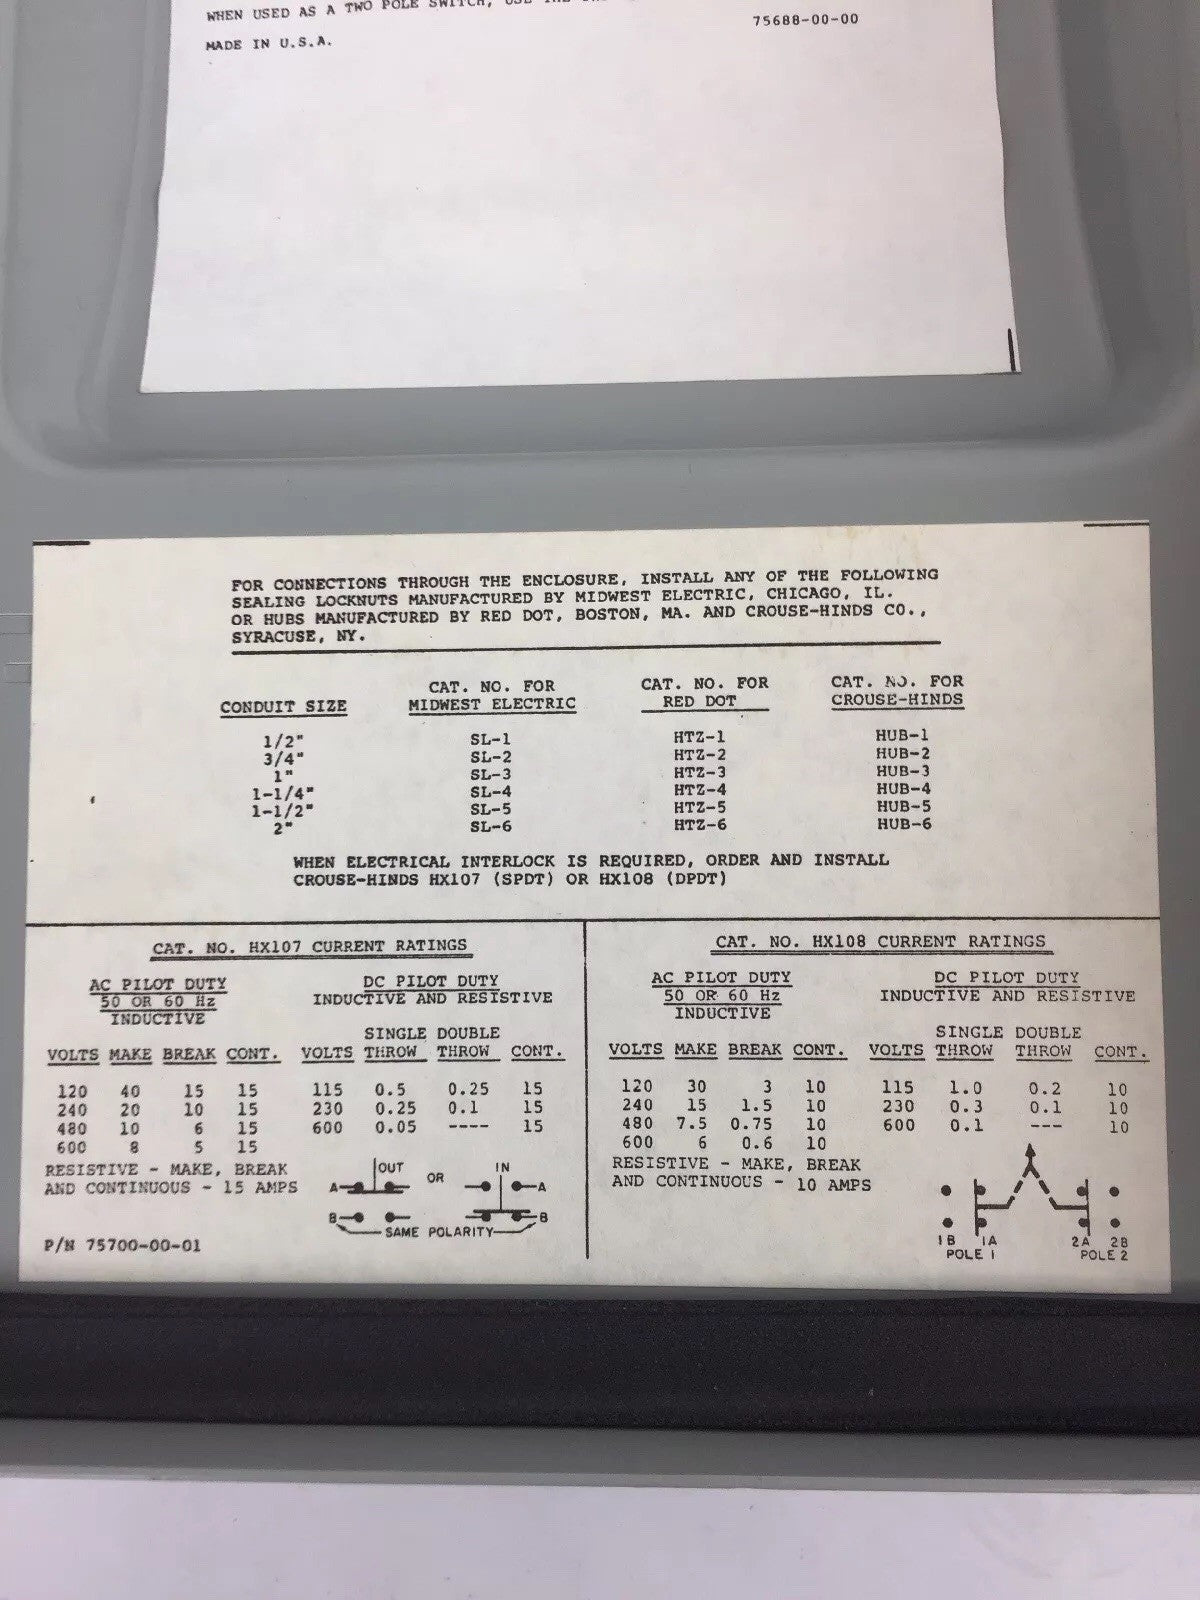 WHEN USED AS A TWO POLE SWITCH, USE THE
75688-00-00
MADE IN U.S.A.
FOR CONNECTIONS THROUGH THE ENCLOSURE, INSTALL ANY OF THE FOLLOWING
SEALING LOCKNUTS MANUFACTURED BY MIDWEST ELECTRIC, CHICAGO, IL.
OR HUBS MANUFACTURED BY RED DOT, BOSTON, MA. AND CROUSE-HINDS CO.,
SYRACUSE, NY.
CAT. NO. FOR CAT. NO. FOR CAT. NO. FOR
CONDUIT SIZE MIDWEST ELECTRIC RED DOT CROUSE-HINDS
1/2" SL-1 HTZ-1 HUB-1
3/4" SL-2 HTZ-2 HUB-2
1" SL-3 HTZ-3 HUB-3
1-1/4" SL-4 HTZ-4 HUB-4
1-1/2" SL-5 HTZ-5 HUB-5
2" SL-6 HTZ-6 HUB-6
WHEN ELECTRICAL INTERLOCK IS REQUIRED, ORDER AND INSTALL
CROUSE-HINDS HX107 (SPDT) OR HX108 (DPDT)
CAT. NO. HX107 CURRENT RATINGS
AC PILOT DUTY DC PILOT DUTY
50 OR 60 Hz INDUCTIVE AND RESISTIVE
INDUCTIVE
SINGLE DOUBLE
VOLTS MAKE BREAK CONT. VOLTS THROW THROW CONT.
120 40 15 15 115 0.5 0.25 15
240 20 10 15 230 0.25 0.1 15
480 10 6 15 600 0.05 ---- 15
600 8 5 15
RESISTIVE - MAKE, BREAK
AND CONTINUOUS - 15 AMPS
OUT OR IN
A A
B B
SAME POLARITY
P/N 75700-00-01
CAT. NO. HX108 CURRENT RATINGS
AC PILOT DUTY DC PILOT DUTY
50 OR 60 Hz INDUCTIVE AND RESISTIVE
INDUCTIVE
SINGLE DOUBLE
VOLTS MAKE BREAK CONT. VOLTS THROW THROW CONT.
120 30 3 10 115 1.0 0.2 10
240 15 1.5 10 230 0.3 0.1 10
480 7.5 0.75 10 600 0.1 --- 10
600 6 0.6 10
RESISTIVE - MAKE, BREAK
AND CONTINUOUS - 10 AMPS
1B 1A 2A 2B
POLE 1 POLE 2